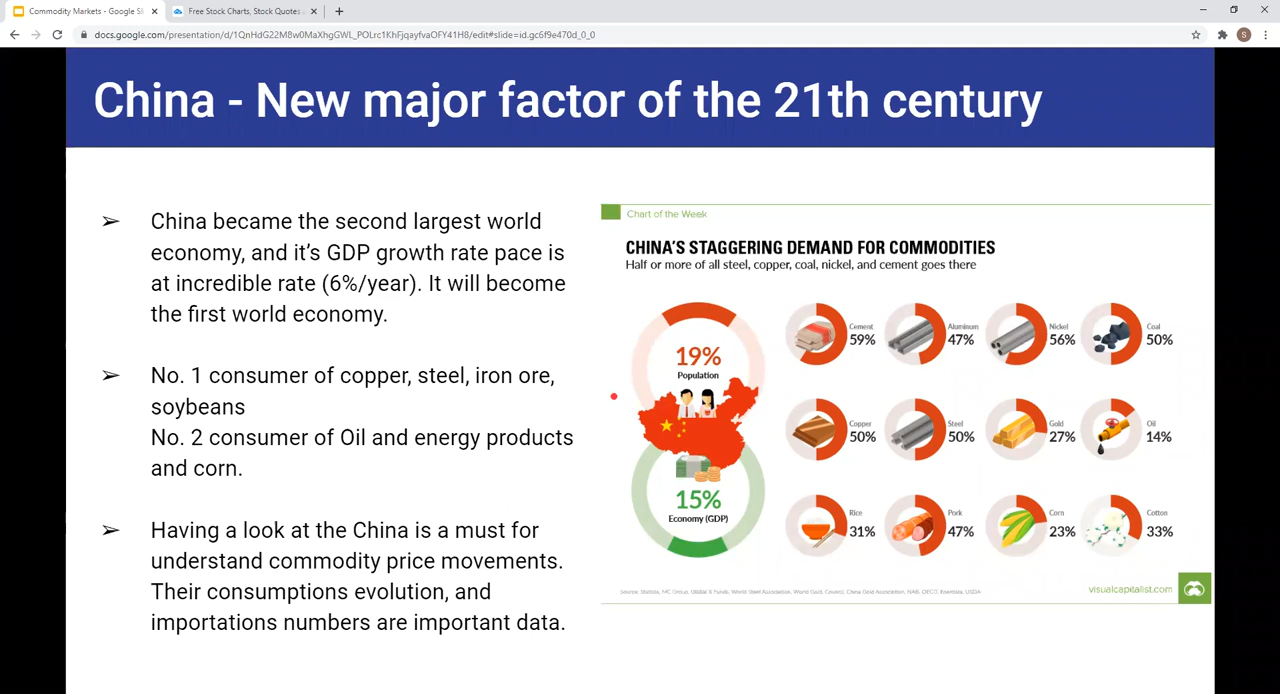 Commodity Markets - Google Sl
Free Stock Charts, Stock Quotes
docs.google.com/presentation/d/1QnHdG22M8w0MaXhgGWL_POLrc1KhFjqayfvaOFY41H8/edit#slide=id.gc6f9e470d_0_0
S
China - New major factor of the 21th century
➢ China became the second largest world
economy, and it's GDP growth rate pace is
at incredible rate (6%/year). It will become
the first world economy.
➢ No. 1 consumer of copper, steel, iron ore,
soybeans
No. 2 consumer of Oil and energy products
and corn.
➢ Having a look at the China is a must for
understand commodity price movements.
Their consumptions evolution, and
importations numbers are important data.
Chart of the Week
CHINA'S STAGGERING DEMAND FOR COMMODITIES
Half or more of all steel, copper, coal, nickel, and cement goes there
19%
Population
15%
Economy (GDP)
Cement
59%
Aluminum
47%
Nickel
56%
Coal
50%
Copper
50%
Steel
50%
Gold
27%
Oil
14%
Rice
31%
Pork
47%
Corn
23%
Cotton
33%
visualcapitalist.com